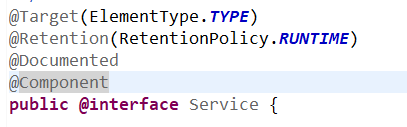 @Target(ElementType.TYPE)
@Retention(RetentionPolicy.RUNTIME)
@Documented
@Component
public @interface Service {